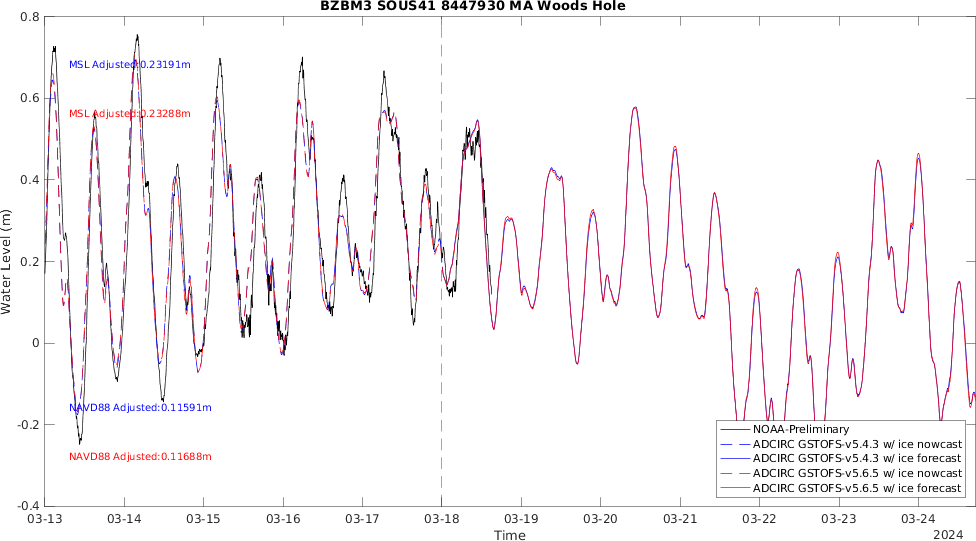 BZBM3 SOUS41 8447930 MA Woods Hole
0.8
0.6
0.4
0.2
0
-0.2
-0.4
Water Level (m)
MSL Adjusted:0.23191m
MSL Adjusted:0.23288m
NAVD88 Adjusted:0.11591m
NAVD88 Adjusted:0.11688m
NOAA-Preliminary
ADCIRC GSTOFS-v5.4.3 w/ ice nowcast
ADCIRC GSTOFS-v5.4.3 w/ ice forecast
ADCIRC GSTOFS-v5.6.5 w/ ice nowcast
ADCIRC GSTOFS-v5.6.5 w/ ice forecast
03-13 03-14 03-15 03-16 03-17 03-18 03-19 03-20 03-21 03-22 03-23 03-24
Time
2024